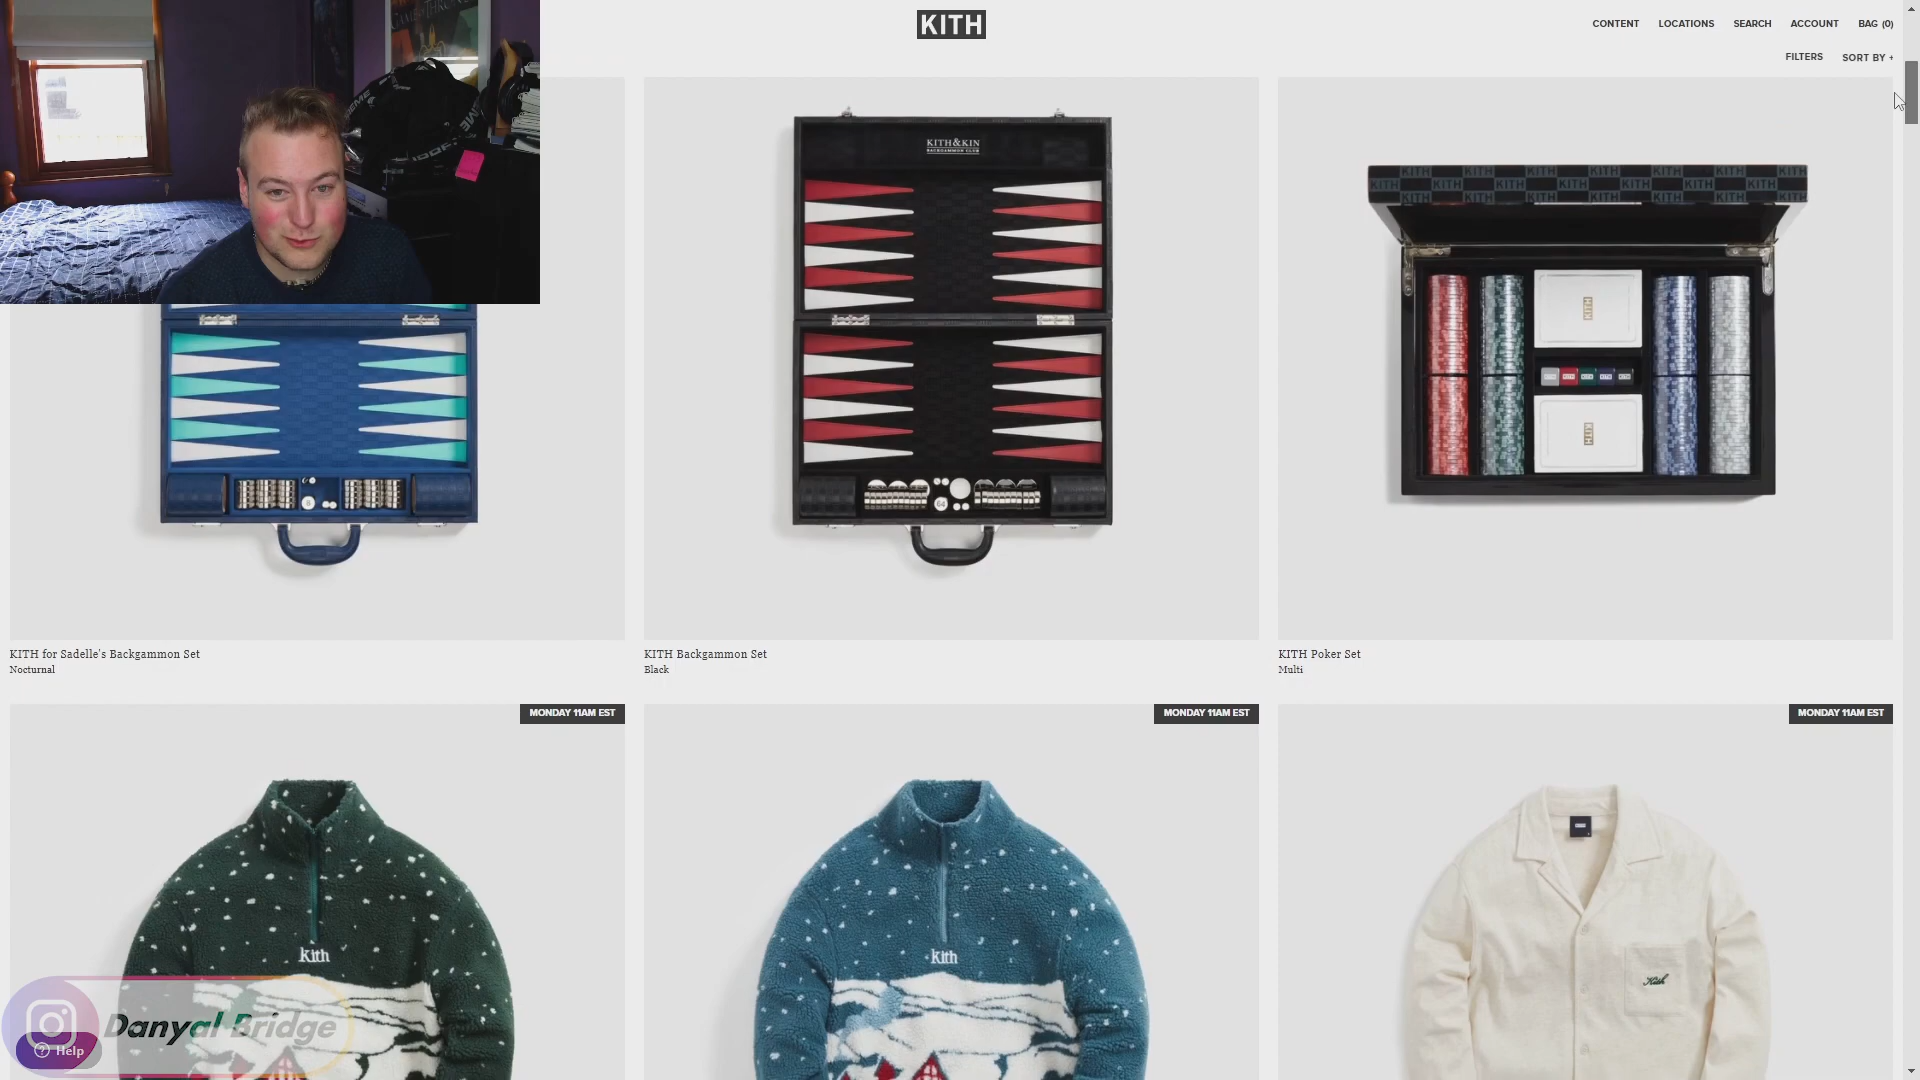 KITH
CONTENT LOCATIONS SEARCH ACCOUNT BAG (0)
FILTERS SORT BY +
KITH&KIN
BACKGAMMON CLUB
KITH
KITH
KITH for Sadelle's Backgammon Set
Nocturnal
KITH Backgammon Set
Black
KITH Poker Set
Multi
MONDAY 11AM EST
MONDAY 11AM EST
MONDAY 11AM EST
kith
kith
Kith
Danyal Bridge
Help